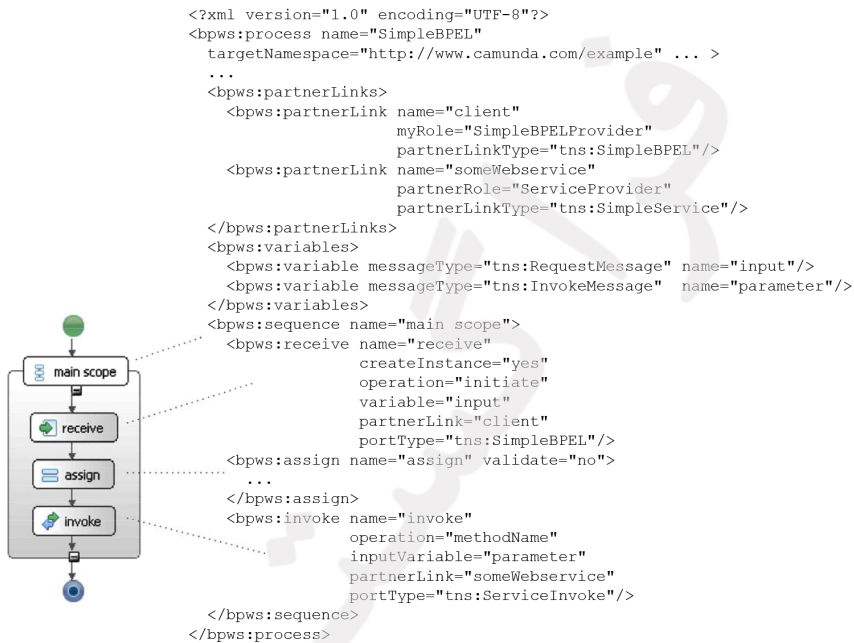 <?xml version="1.0" encoding="UTF-8"?>
<bpws:process name="SimpleBPEL"
  targetNamespace="http://www.camunda.com/example" ... >
  ...
  <bpws:partnerLinks>
    <bpws:partnerLink name="client"
                      myRole="SimpleBPELProvider"
                      partnerLinkType="tns:SimpleBPEL"/>
    <bpws:partnerLink name="someWebservice"
                      partnerRole="ServiceProvider"
                      partnerLinkType="tns:SimpleService"/>
  </bpws:partnerLinks>
  <bpws:variables>
    <bpws:variable messageType="tns:RequestMessage" name="input"/>
    <bpws:variable messageType="tns:InvokeMessage"  name="parameter"/>
  </bpws:variables>
  <bpws:sequence name="main scope">
    <bpws:receive name="receive"
                  createInstance="yes"
                  operation="initiate"
                  variable="input"
                  partnerLink="client"
                  portType="tns:SimpleBPEL"/>
    <bpws:assign name="assign" validate="no">
      ...
    </bpws:assign>
    <bpws:invoke name="invoke"
                 operation="methodName"
                 inputVariable="parameter"
                 partnerLink="someWebservice"
                 portType="tns:ServiceInvoke"/>
  </bpws:sequence>
</bpws:process>
main scope
receive
assign
invoke